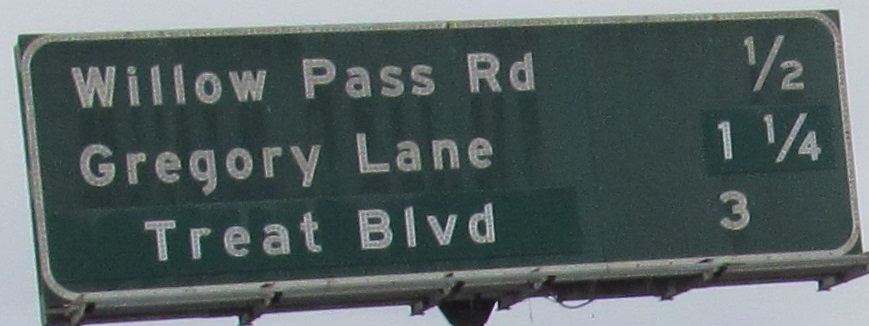 Willow Pass Rd 1/2
Gregory Lane 1 1/4
Treat Blvd 3